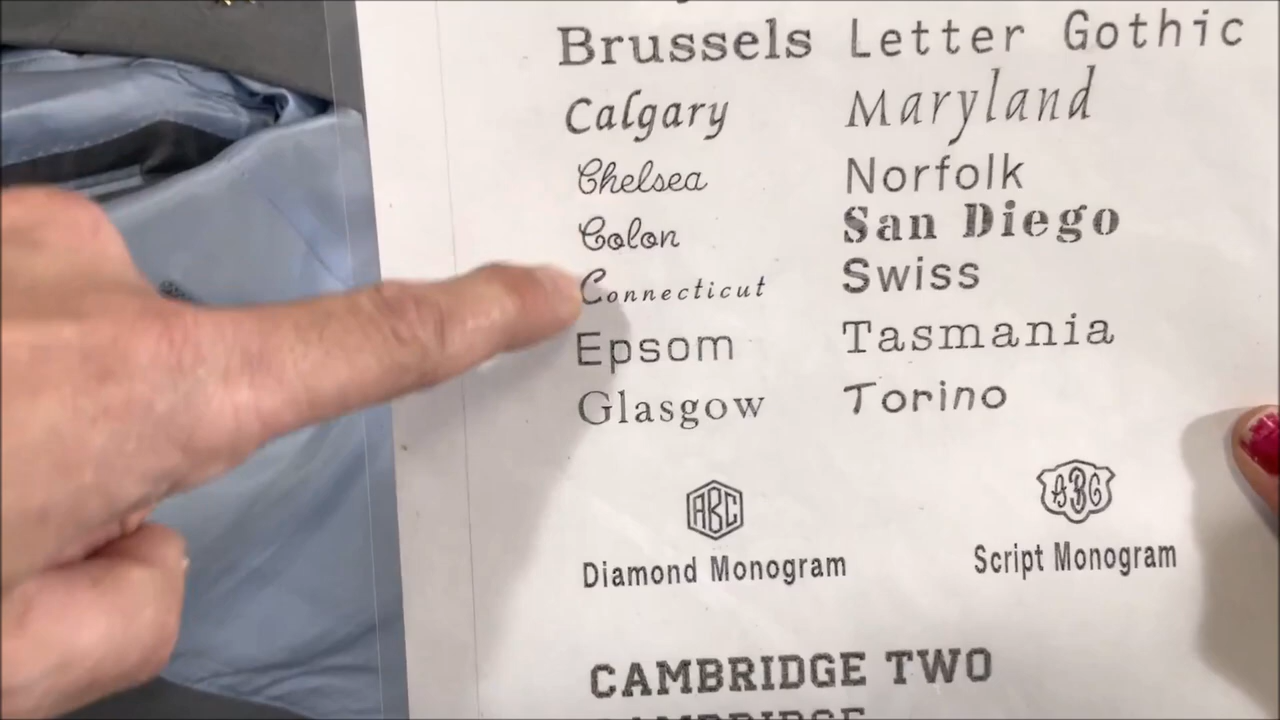 Brussels Letter Gothic
Calgary Maryland
Chelsea Norfolk
Colon San Diego
Connecticut Swiss
Epsom Tasmania
Glasgow Torino
ABC ABC
Diamond Monogram Script Monogram
CAMBRIDGE TWO
CAMBRIDGE